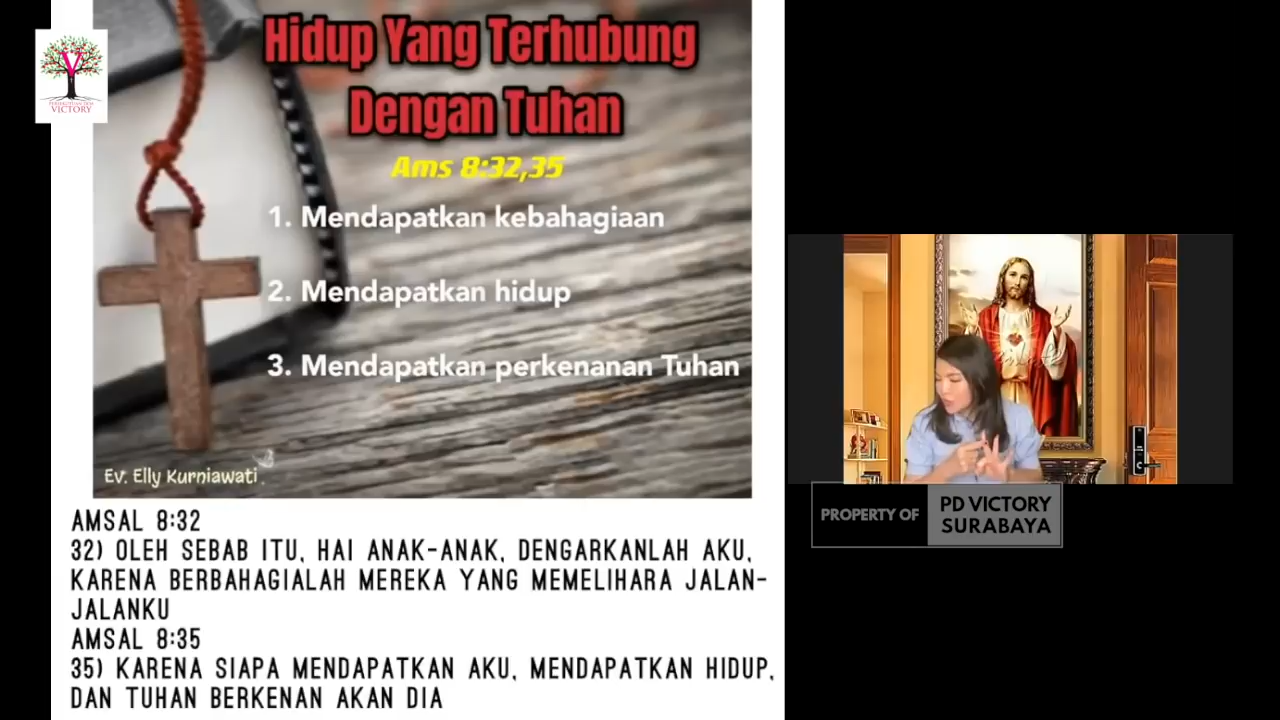 PERSEKUTUAN DOA
VICTORY
Hidup Yang Terhubung
Dengan Tuhan
Ams 8:32,35
1. Mendapatkan kebahagiaan
2. Mendapatkan hidup
3. Mendapatkan perkenanan Tuhan
Ev. Elly Kurniawati
AMSAL 8:32
32) OLEH SEBAB ITU, HAI ANAK-ANAK, DENGARKANLAH AKU,
KARENA BERBAHAGIALAH MEREKA YANG MEMELIHARA JALAN-
JALANKU
AMSAL 8:35
35) KARENA SIAPA MENDAPATKAN AKU, MENDAPATKAN HIDUP,
DAN TUHAN BERKENAN AKAN DIA
PROPERTY OF
PD VICTORY
SURABAYA